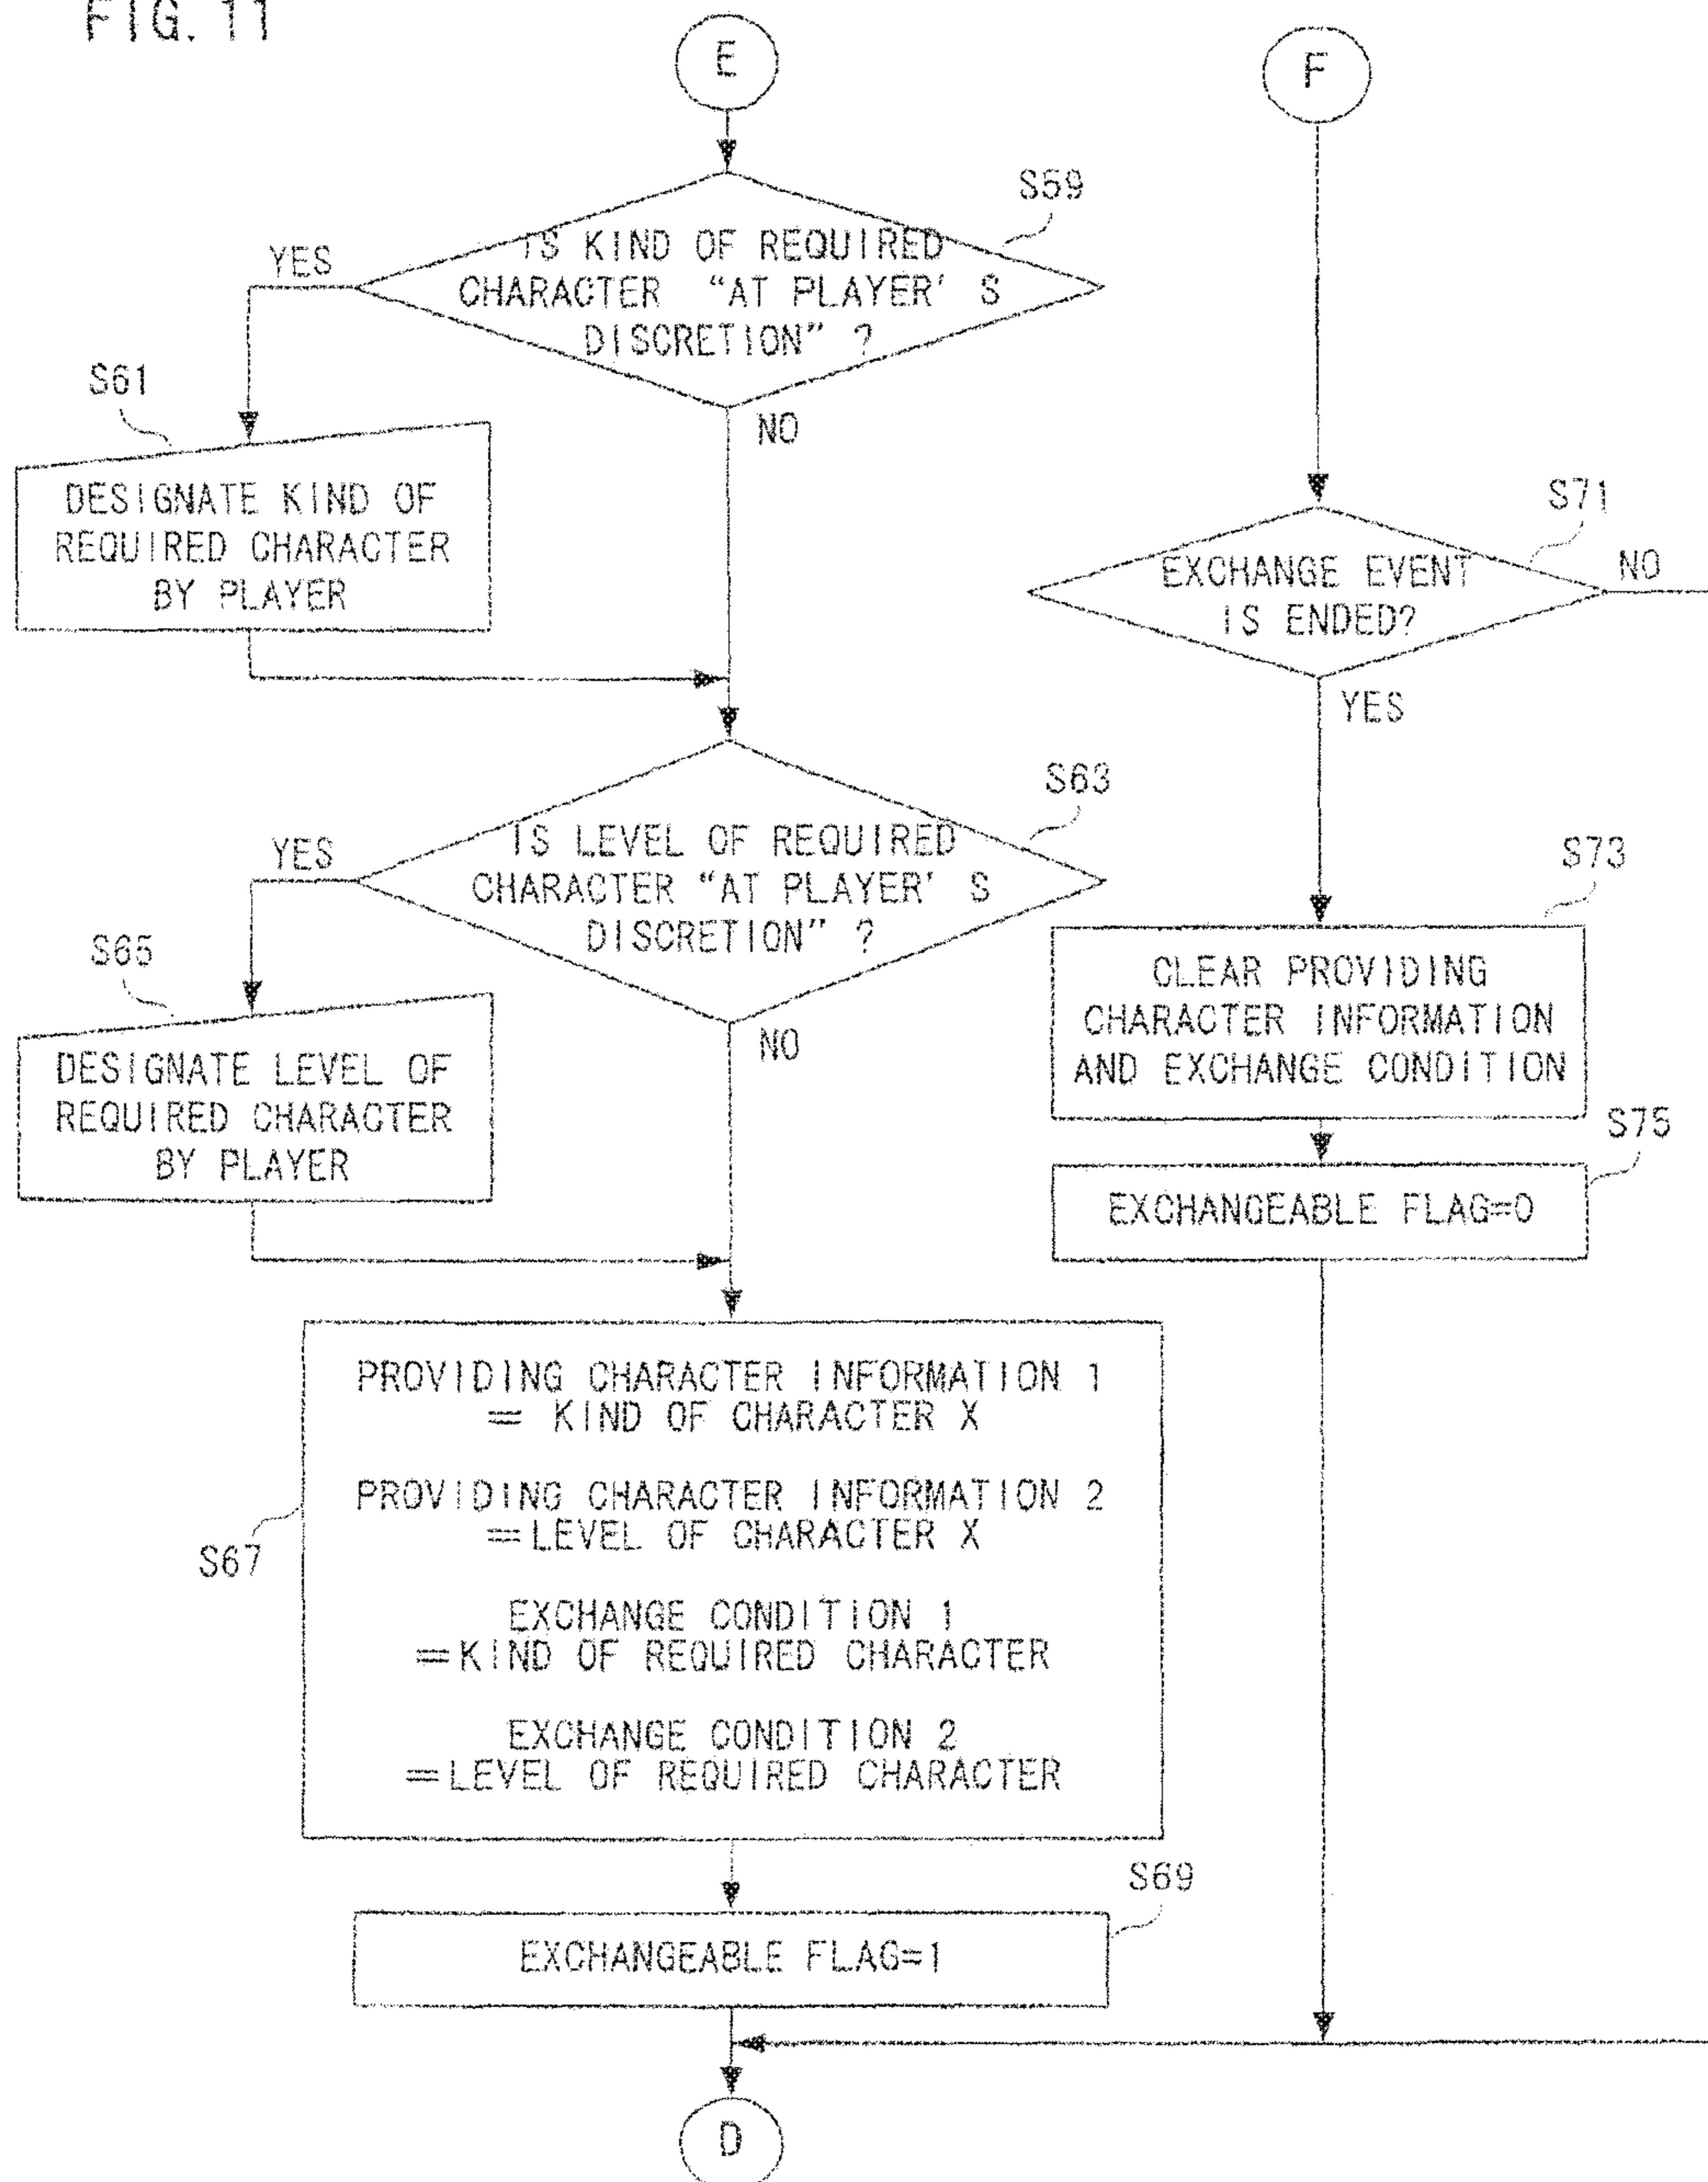 FIG. 11
E
F
S59
IS KIND OF REQUIRED
CHARACTER "AT PLAYER' S
DISCRETION" ?
YES
NO
S61
DESIGNATE KIND OF
REQUIRED CHARACTER
BY PLAYER
S71
EXCHANGE EVENT
IS ENDED?
NO
YES
S63
IS LEVEL OF REQUIRED
CHARACTER "AT PLAYER' S
DISCRETION" ?
YES
NO
S65
DESIGNATE LEVEL OF
REQUIRED CHARACTER
BY PLAYER
S73
CLEAR PROVIDING
CHARACTER INFORMATION
AND EXCHANGE CONDITION
S75
EXCHANGEABLE FLAG=0
S67
PROVIDING CHARACTER INFORMATION 1
= KIND OF CHARACTER X
PROVIDING CHARACTER INFORMATION 2
=LEVEL OF CHARACTER X
EXCHANGE CONDITION 1
=KIND OF REQUIRED CHARACTER
EXCHANGE CONDITION 2
=LEVEL OF REQUIRED CHARACTER
S69
EXCHANGEABLE FLAG=1
D